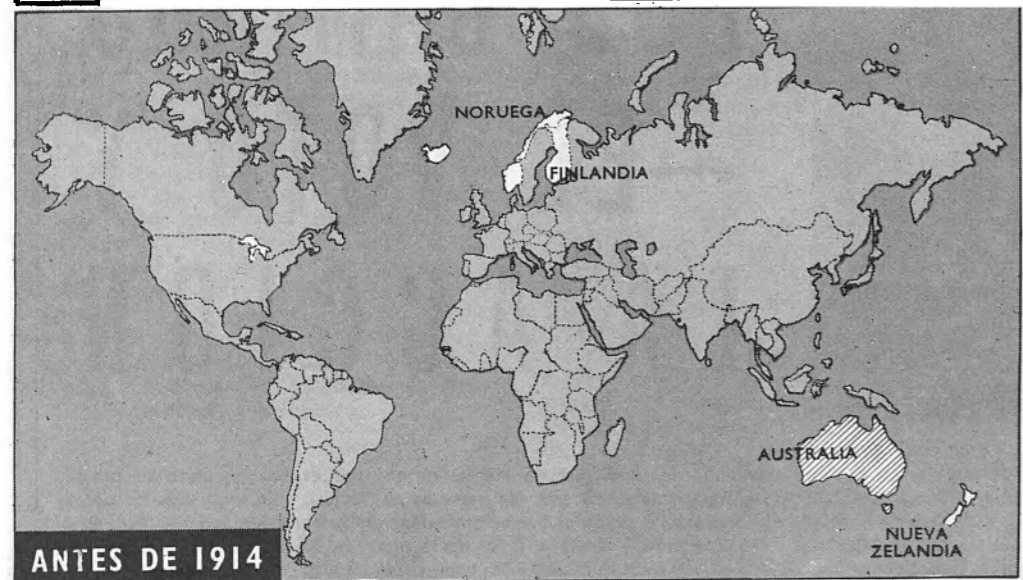 NORUEGA
FINLANDIA
AUSTRALIA
NUEVA
ZELANDIA
ANTES DE 1914